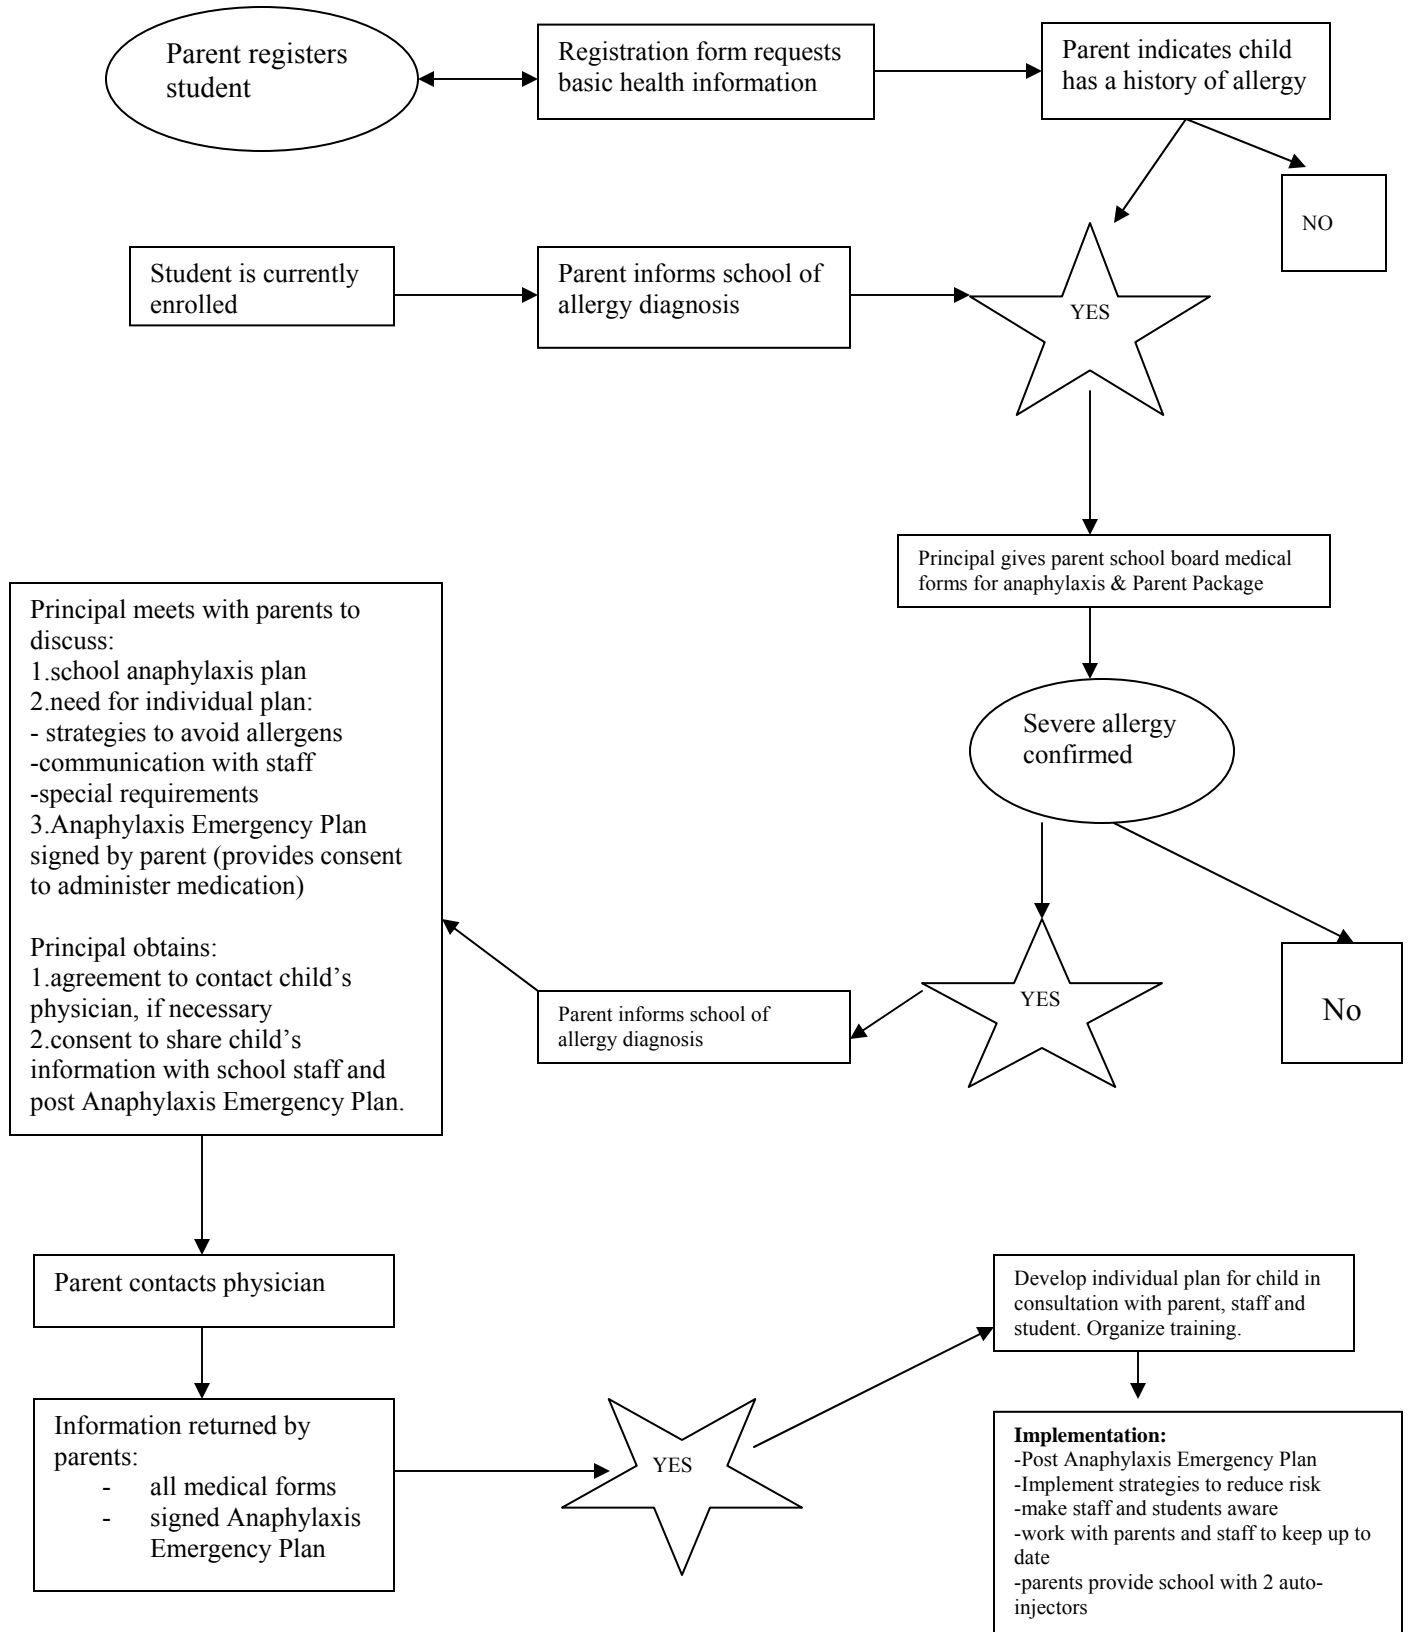 Parent registers
student
Registration form requests
basic health information
Parent indicates child
has a history of allergy
NO
Student is currently
enrolled
Parent informs school of
allergy diagnosis
YES
Principal gives parent school board medical
forms for anaphylaxis & Parent Package
Severe allergy
confirmed
YES
No
Parent informs school of
allergy diagnosis
Principal meets with parents to
discuss:
1.school anaphylaxis plan
2.need for individual plan:
- strategies to avoid allergens
-communication with staff
-special requirements
3.Anaphylaxis Emergency Plan
signed by parent (provides consent
to administer medication)
Principal obtains:
1.agreement to contact child’s
physician, if necessary
2.consent to share child’s
information with school staff and
post Anaphylaxis Emergency Plan.
Parent contacts physician
Information returned by
parents:
- all medical forms
- signed Anaphylaxis
Emergency Plan
YES
Develop individual plan for child in
consultation with parent, staff and
student. Organize training.
Implementation:
-Post Anaphylaxis Emergency Plan
-Implement strategies to reduce risk
-make staff and students aware
-work with parents and staff to keep up to
date
-parents provide school with 2 auto-
injectors